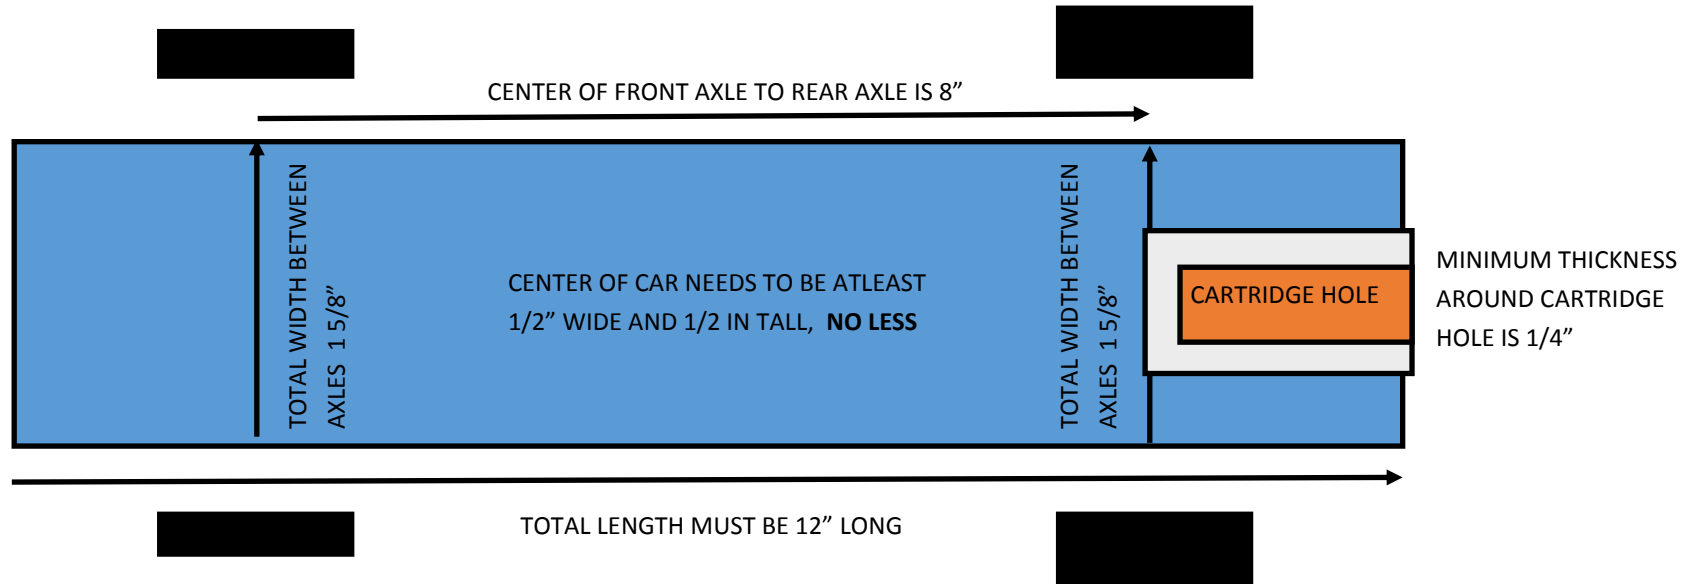 CENTER OF FRONT AXLE TO REAR AXLE IS 8”
TOTAL WIDTH BETWEEN
AXLES 1 5/8”
CENTER OF CAR NEEDS TO BE ATLEAST
1/2” WIDE AND 1/2 IN TALL, NO LESS
TOTAL WIDTH BETWEEN
AXLES 1 5/8”
CARTRIDGE HOLE
MINIMUM THICKNESS
AROUND CARTRIDGE
HOLE IS 1/4”
TOTAL LENGTH MUST BE 12” LONG